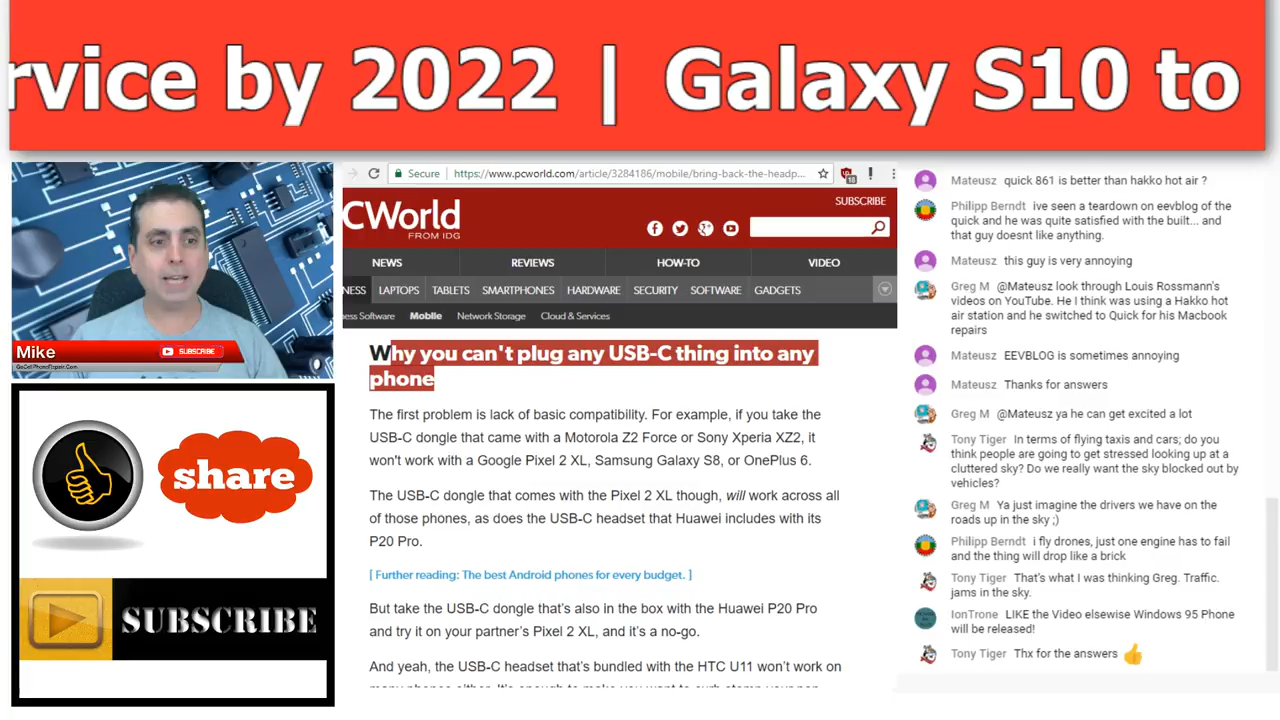 rvice by 2022 | Galaxy S10 to
Mike
SUBSCRIBE
GoCellPhoneRepair.Com
share
SUBSCRIBE
Secure
https://www.pcworld.com/article/3284186/mobile/bring-back-the-headp...
18
SUBSCRIBE
CWorld
FROM IDG
NEWS REVIEWS HOW-TO VIDEO
NESS LAPTOPS TABLETS SMARTPHONES HARDWARE SECURITY SOFTWARE GADGETS
ness Software Mobile Network Storage Cloud & Services
Why you can't plug any USB-C thing into any
phone
The first problem is lack of basic compatibility. For example, if you take the
USB-C dongle that came with a Motorola Z2 Force or Sony Xperia XZ2, it
won't work with a Google Pixel 2 XL, Samsung Galaxy S8, or OnePlus 6.
The USB-C dongle that comes with the Pixel 2 XL though, will work across all
of those phones, as does the USB-C headset that Huawei includes with its
P20 Pro.
[ Further reading: The best Android phones for every budget. ]
But take the USB-C dongle that's also in the box with the Huawei P20 Pro
and try it on your partner's Pixel 2 XL, and it's a no-go.
And yeah, the USB-C headset that's bundled with the HTC U11 won't work on
Mateusz quick 861 is better than hakko hot air ?
Philipp Berndt ive seen a teardown on eevblog of the
quick and he was quite satisfied with the built... and
that guy doesnt like anything.
Mateusz this guy is very annoying
Greg M @Mateusz look through Louis Rossmann's
videos on YouTube. He I think was using a Hakko hot
air station and he switched to Quick for his Macbook
repairs
Mateusz EEVBLOG is sometimes annoying
Mateusz Thanks for answers
Greg M @Mateusz ya he can get excited a lot
Tony Tiger In terms of flying taxis and cars; do you
think people are going to get stressed looking up at a
cluttered sky? Do we really want the sky blocked out by
vehicles?
Greg M Ya just imagine the drivers we have on the
roads up in the sky ;)
Philipp Berndt i fly drones, just one engine has to fail
and the thing will drop like a brick
Tony Tiger That's what I was thinking Greg. Traffic.
jams in the sky.
IonTrone LIKE the Video elsewise Windows 95 Phone
will be released!
Tony Tiger Thx for the answers